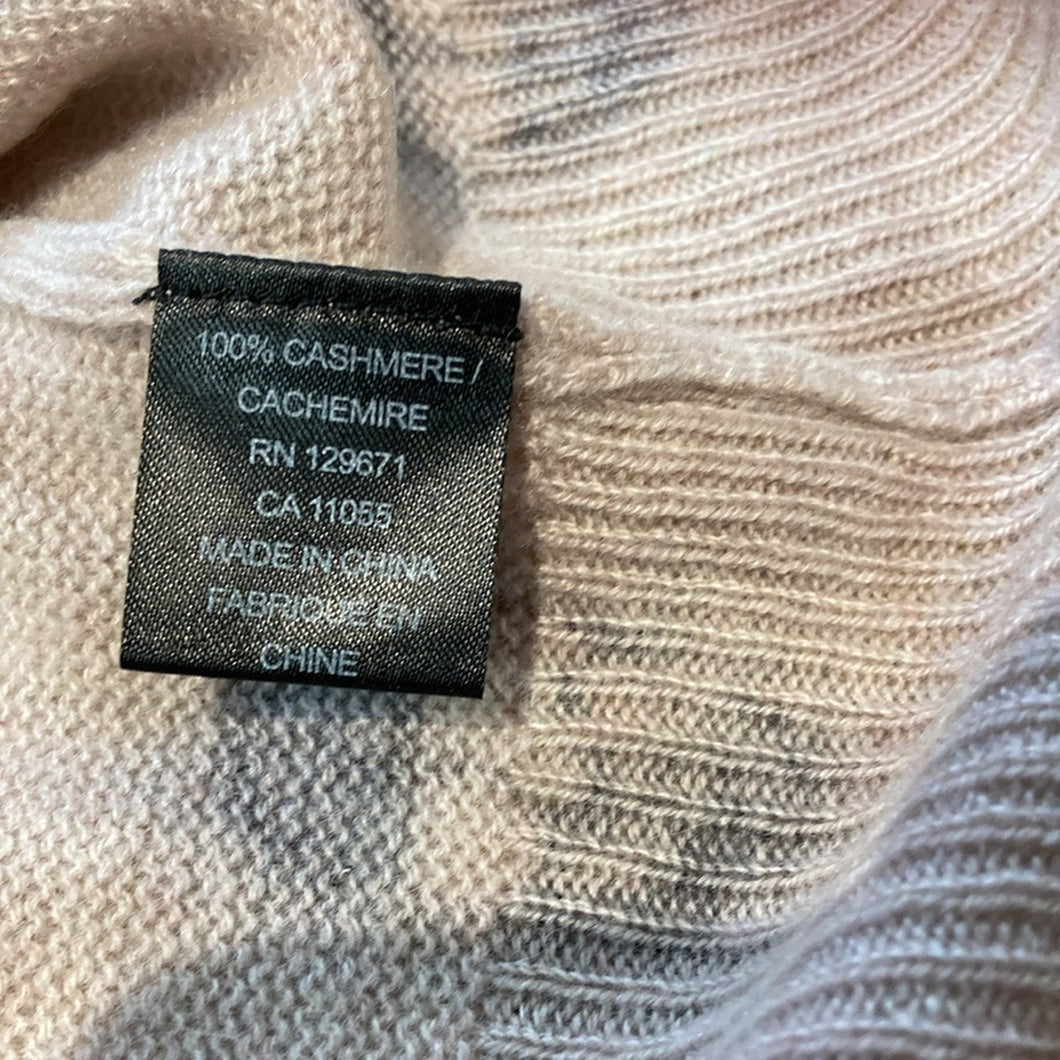 100% CASHMERE /
CACHEMIRE
RN 129671
CA 11055
MADE IN CHINA
FABRIQUE EN
CHINE